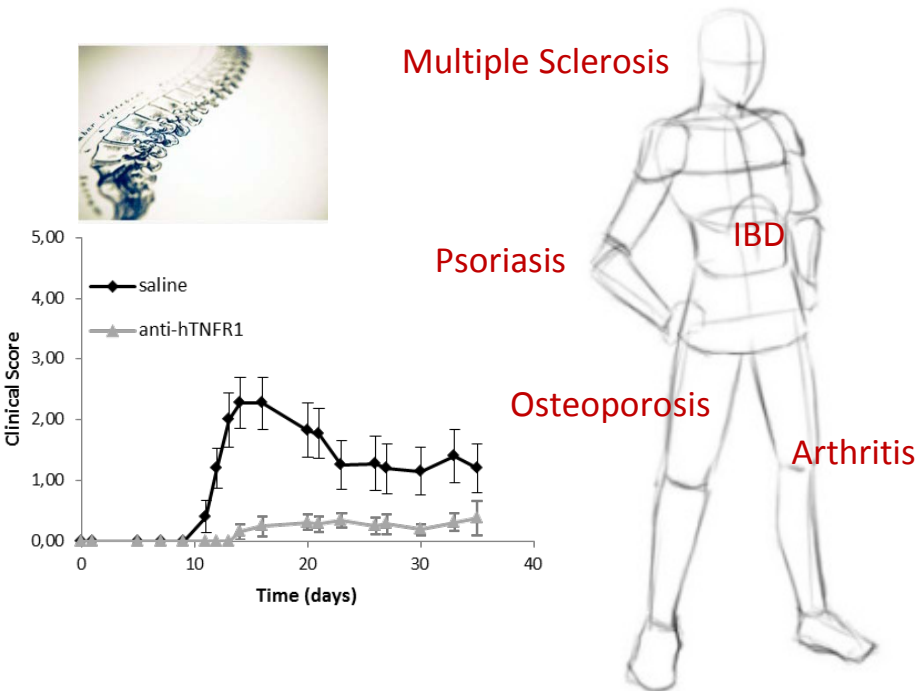 Multiple Sclerosis
Psoriasis
IBD
Osteoporosis
Arthritis
5,00
4,00
3,00
2,00
1,00
0,00
Clinical Score
saline
anti-hTNFR1
0
10
20
30
40
Time (days)